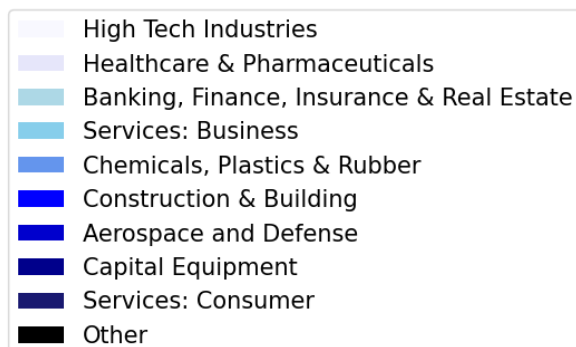 High Tech Industries
Healthcare & Pharmaceuticals
Banking, Finance, Insurance & Real Estate
Services: Business
Chemicals, Plastics & Rubber
Construction & Building
Aerospace and Defense
Capital Equipment
Services: Consumer
Other